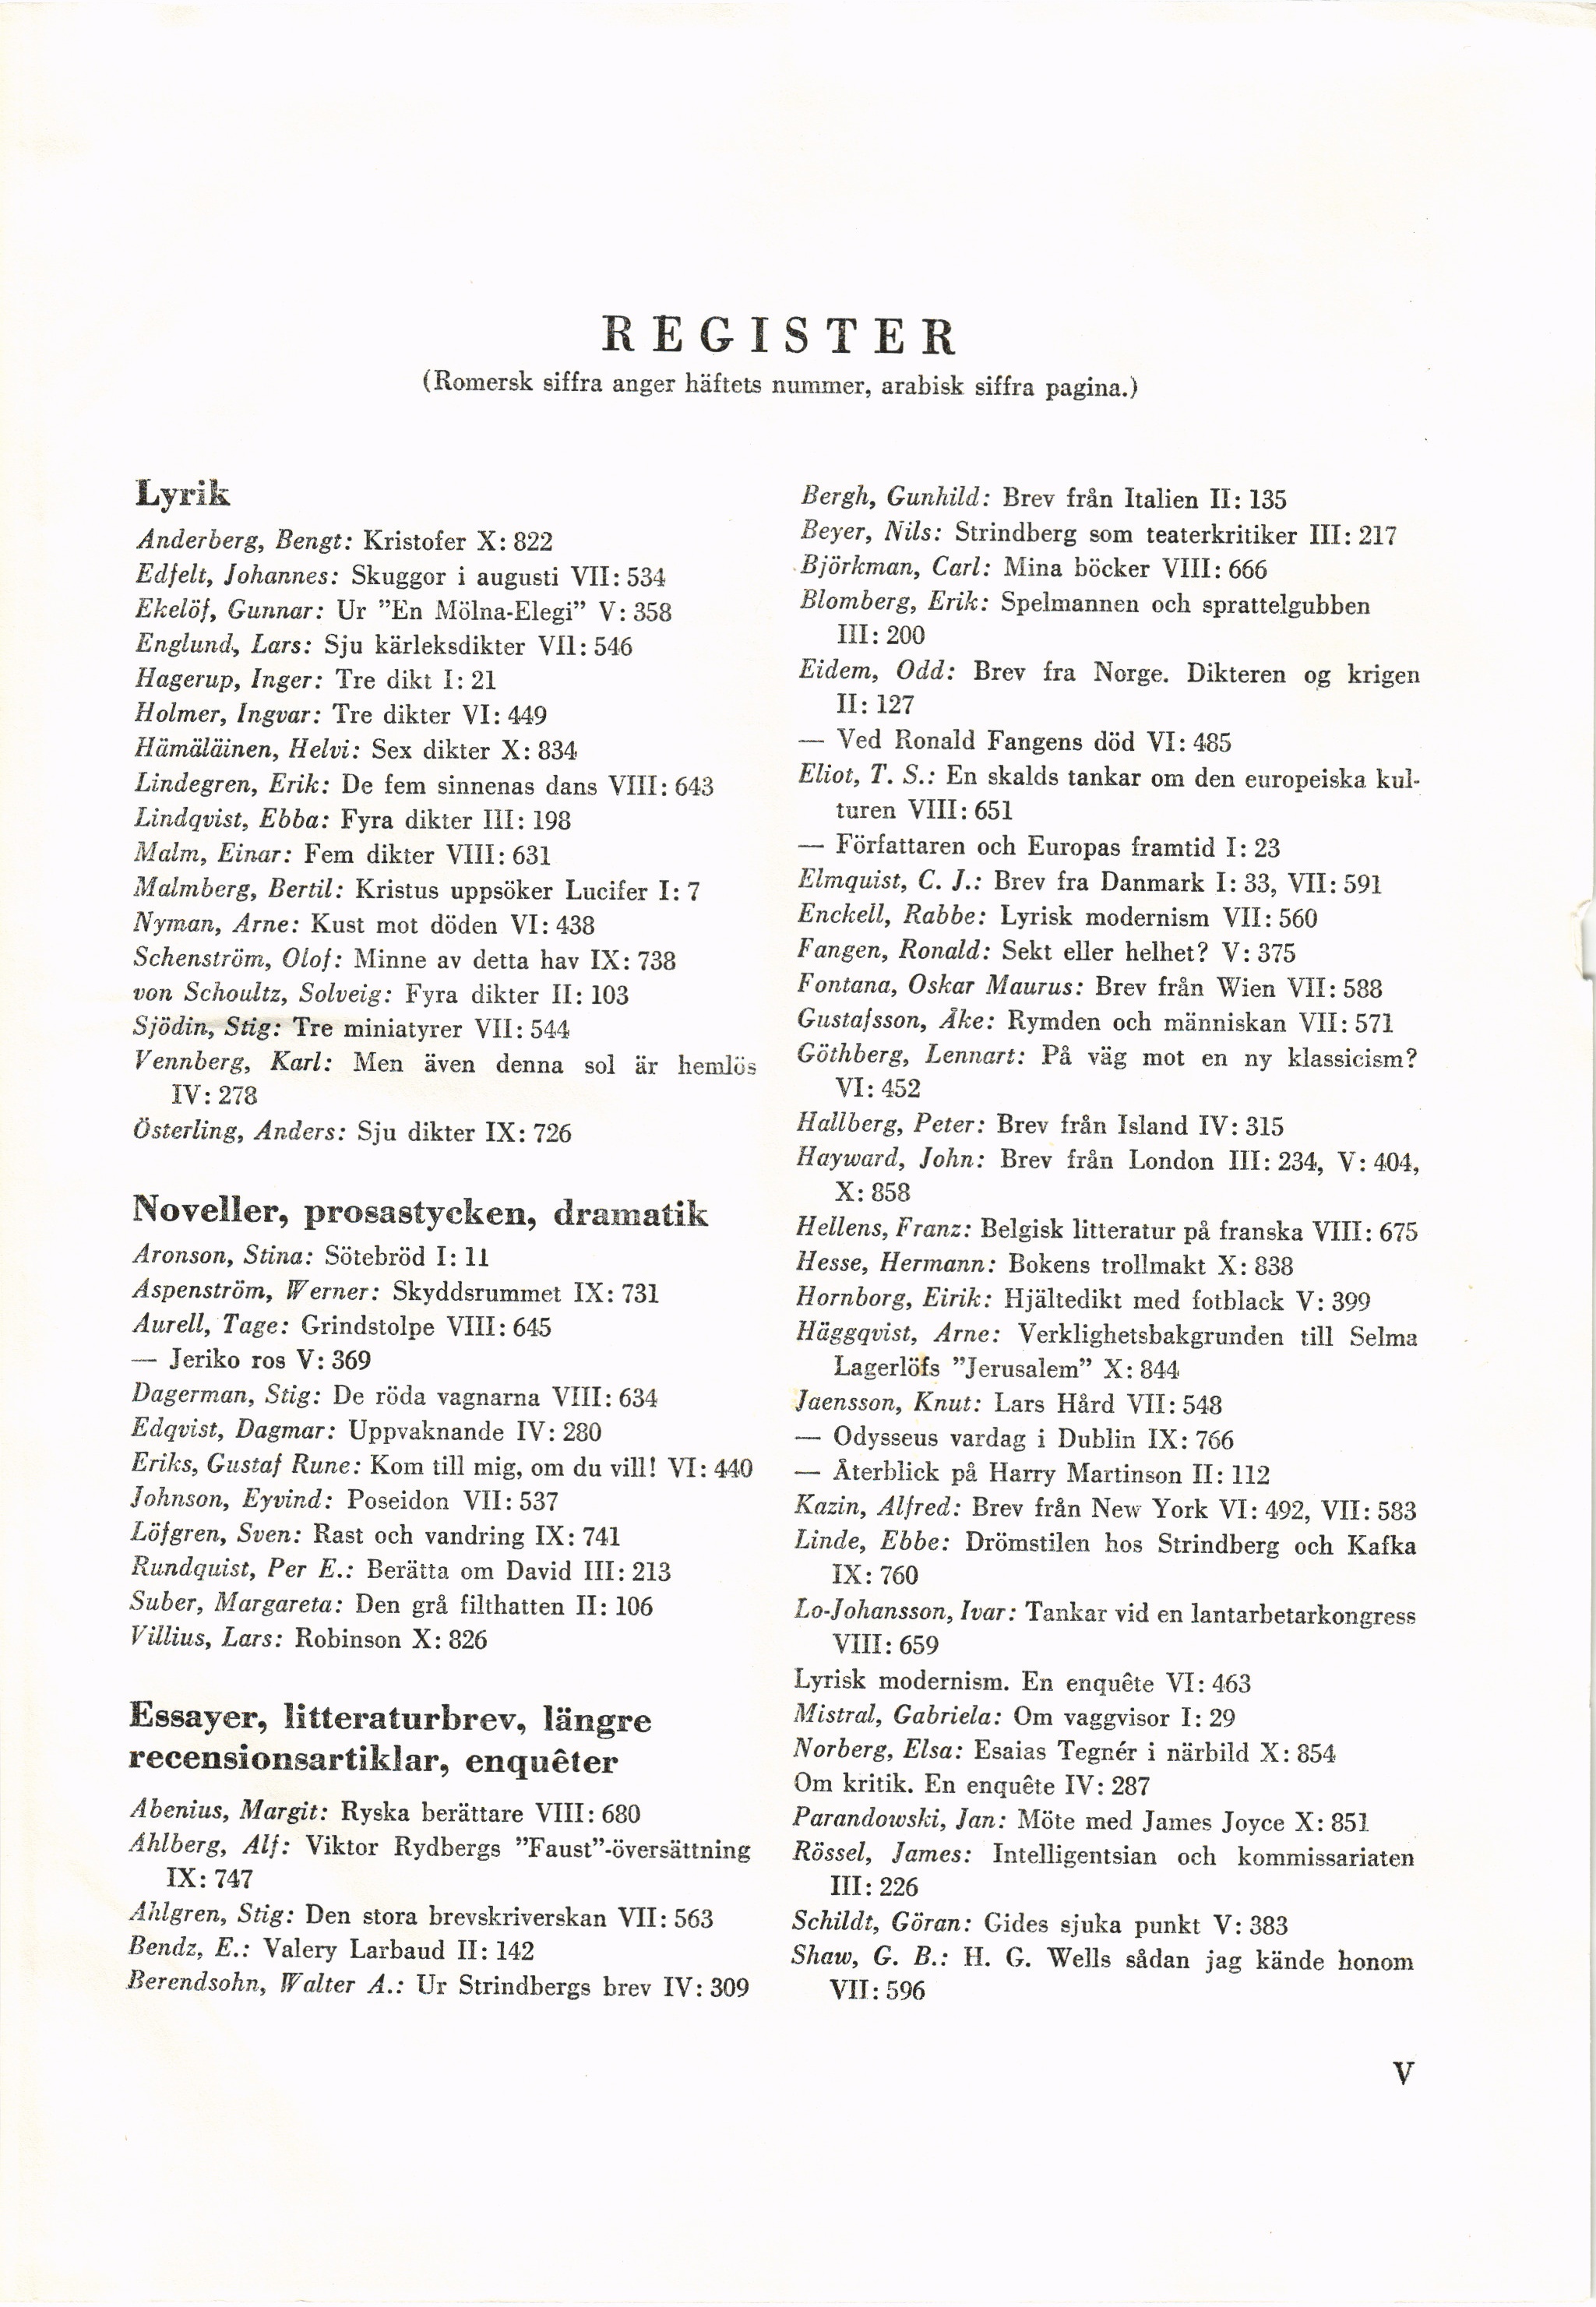 REGISTER
(Romersk siffra anger häftets nummer, arabisk siffra pagina.)
Lyrik
Anderberg, Bengt: Kristofer X: 822
Edfelt, Johannes: Skuggor i augusti VII: 534
Ekelöf, Gunnar: Ur ”En Mölna-Elegi” V: 358
Englund, Lars: Sju kärleksdikter VII: 546
Hagerup, Inger: Tre dikt I: 21
Holmer, Ingvar: Tre dikter VI: 449
Hämäläinen, Helvi: Sex dikter X: 834
Lindegren, Erik: De fem sinnenas dans VIII: 643
Lindqvist, Ebba: Fyra dikter III: 198
Malm, Einar: Fem dikter VIII: 631
Malmberg, Bertil: Kristus uppsöker Lucifer I: 7
Nyman, Arne: Kust mot döden VI: 438
Schenström, Olof: Minne av detta hav IX: 738
von Schoultz, Solveig: Fyra dikter II: 103
Sjödin, Stig: Tre miniatyrer VII: 544
Vennberg, Karl: Men även denna sol är hemlös
IV: 278
Österling, Anders: Sju dikter IX: 726
Noveller, prosastycken, dramatik
Aronson, Stina: Sötebröd I: 11
Aspenström, Werner: Skyddsrummet IX: 731
Aurell, Tage: Grindstolpe VIII: 645
— Jeriko ros V: 369
Dagerman, Stig: De röda vagnarna VIII: 634
Edqvist, Dagmar: Uppvaknande IV: 280
Eriks, Gustaf Rune: Kom till mig, om du vill! VI: 440
Johnson, Eyvind: Poseidon VII: 537
Löfgren, Sven: Rast och vandring IX: 741
Rundquist, Per E.: Berätta om David III: 213
Suber, Margareta: Den grå filthatten II: 106
Villius, Lars: Robinson X: 826
Essayer, litteraturbrev, längre
recensionsartiklar, enquêter
Abenius, Margit: Ryska berättare VIII: 680
Ahlberg, Alf: Viktor Rydbergs ”Faust”-översättning
IX: 747
Ahlgren, Stig: Den stora brevskriverskan VII: 563
Bendz, E.: Valery Larbaud II: 142
Berendsohn, Walter A.: Ur Strindbergs brev IV: 309
Bergh, Gunhild: Brev från Italien II: 135
Beyer, Nils: Strindberg som teaterkritiker III: 217
Björkman, Carl: Mina böcker VIII: 666
Blomberg, Erik: Spelmannen och sprattelgubben
III: 200
Eidem, Odd: Brev fra Norge. Dikteren og krigen
II: 127
— Ved Ronald Fangens död VI: 485
Eliot, T. S.: En skalds tankar om den europeiska kul-
turen VIII: 651
— Författaren och Europas framtid I: 23
Elmquist, C. J.: Brev fra Danmark I: 33, VII: 591
Enckell, Rabbe: Lyrisk modernism VII: 560
Fangen, Ronald: Sekt eller helhet? V: 375
Fontana, Oskar Maurus: Brev från Wien VII: 588
Gustafsson, Åke: Rymden och människan VII: 571
Göthberg, Lennart: På väg mot en ny klassicism?
VI: 452
Hallberg, Peter: Brev från Island IV: 315
Hayward, John: Brev från London III: 234, V: 404,
X: 858
Hellens, Franz: Belgisk litteratur på franska VIII: 675
Hesse, Hermann: Bokens trollmakt X: 838
Hornborg, Eirik: Hjältedikt med fotblack V: 399
Häggqvist, Arne: Verklighetsbakgrunden till Selma
Lagerlöfs ”Jerusalem” X: 844
Jaensson, Knut: Lars Hård VII: 548
— Odysseus vardag i Dublin IX: 766
— Återblick på Harry Martinson II: 112
Kazin, Alfred: Brev från New York VI: 492, VII: 583
Linde, Ebbe: Drömstilen hos Strindberg och Kafka
IX: 760
Lo-Johansson, Ivar: Tankar vid en lantarbetarkongress
VIII: 659
Lyrisk modernism. En enquête VI: 463
Mistral, Gabriela: Om vaggvisor I: 29
Norberg, Elsa: Esaias Tegnér i närbild X: 854
Om kritik. En enquête IV: 287
Parandowski, Jan: Möte med James Joyce X: 851
Rössel, James: Intelligentsian och kommissariaten
III: 226
Schildt, Göran: Gides sjuka punkt V: 383
Shaw, G. B.: H. G. Wells sådan jag kände honom
VII: 596
V